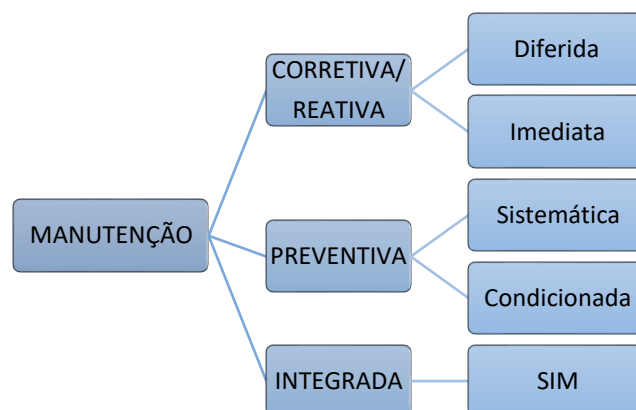 MANUTENÇÃO
CORRETIVA/
REATIVA
Diferida
Imediata
PREVENTIVA
Sistemática
Condicionada
INTEGRADA
SIM